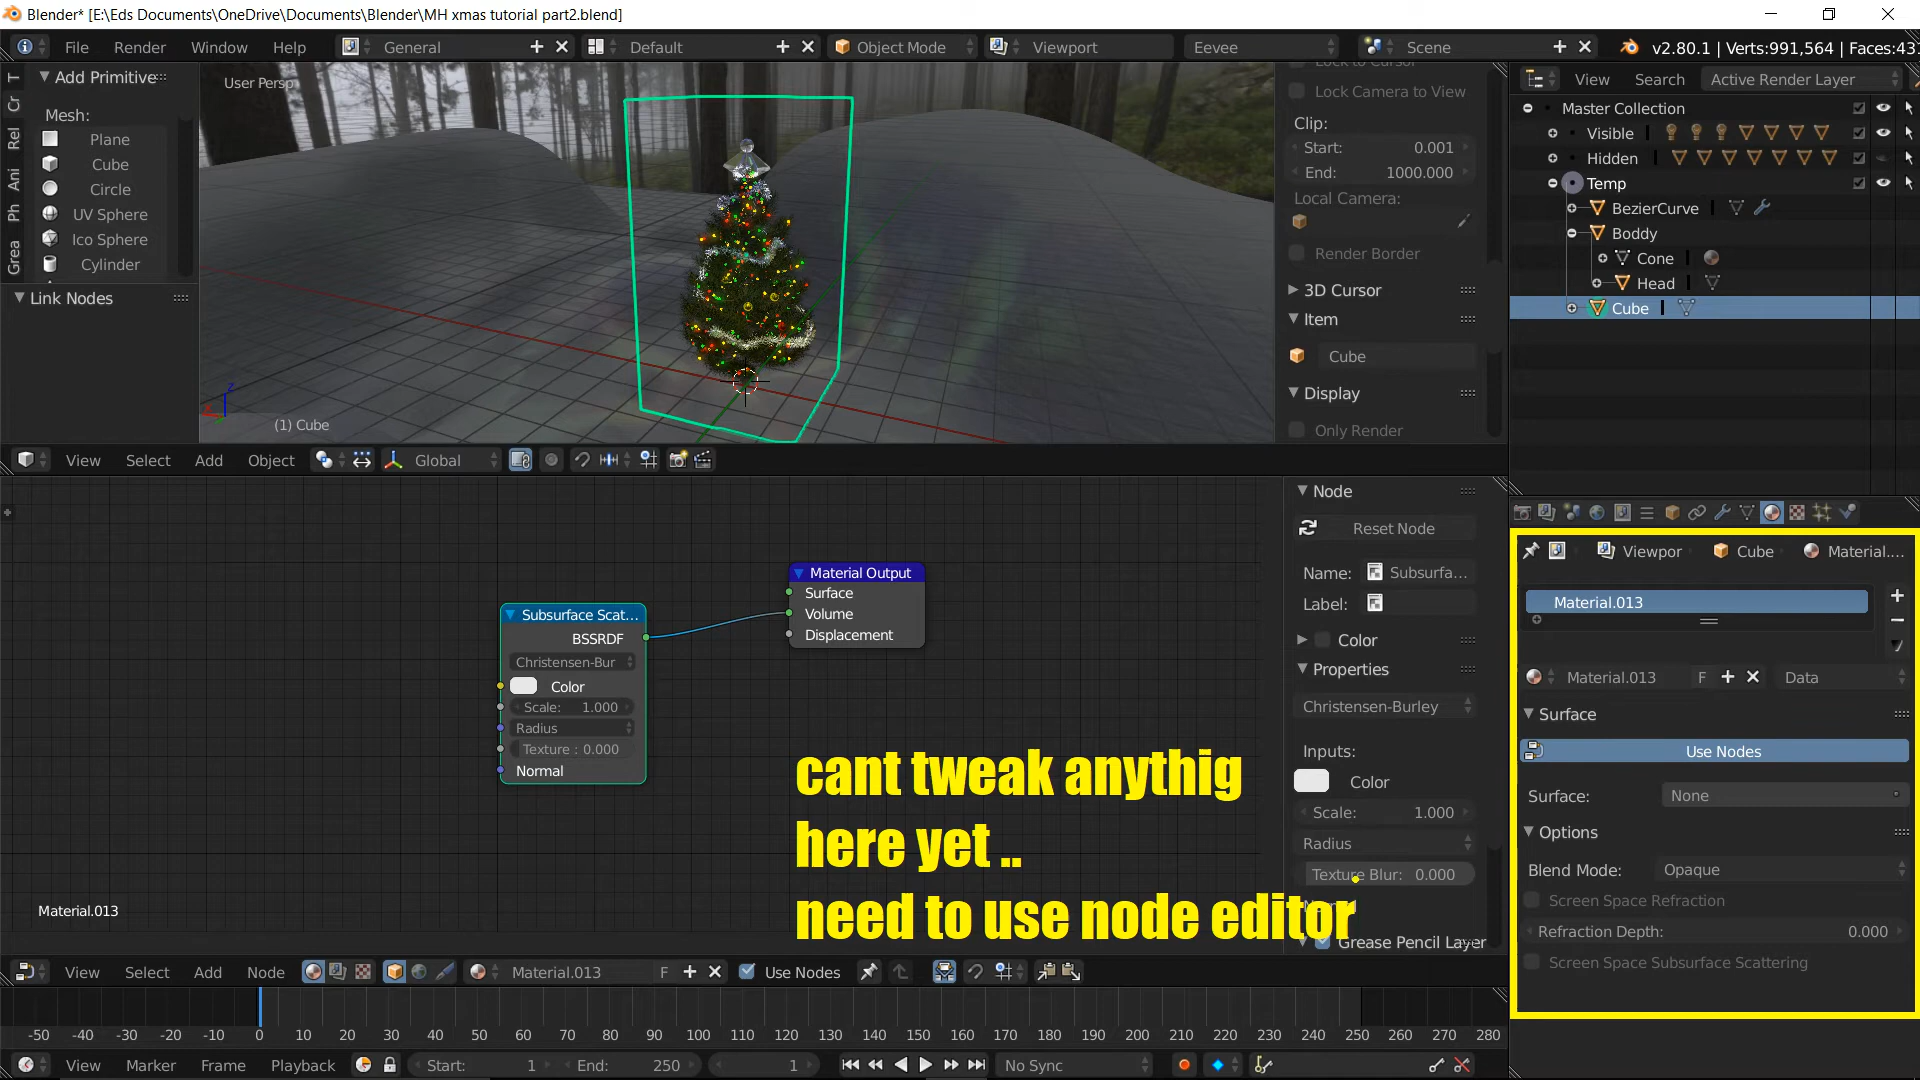 Blender* [E:\Eds Documents\OneDrive\Documents\Blender\MH xmas tutorial part2.blend]
File Render Window Help General Default Object Mode Viewport Eevee Scene v2.80.1 | Verts:991,564 | Faces:431
T
Cr
Rel
Ani
Ph
Grea
Add Primitive
Mesh:
Plane
Cube
Circle
UV Sphere
Ico Sphere
Cylinder
Link Nodes
User Persp
(1) Cube
Lock to Cursor
Lock Camera to View
Clip:
Start: 0.001
End: 1000.000
Local Camera:
Render Border
3D Cursor
Item
Cube
Display
Only Render
View Search Active Render Layer
Master Collection
Visible
Hidden
Temp
BezierCurve
Boddy
Cone
Head
Cube
View Select Add Object Global
Subsurface Scat...
BSSRDF
Christensen-Bur
Color
Scale: 1.000
Radius
Texture : 0.000
Normal
Material Output
Surface
Volume
Displacement
Material.013
cant tweak anythig
here yet ..
need to use node editor
Node
Reset Node
Name: Subsurfa...
Label:
Color
Properties
Christensen-Burley
Inputs:
Color
Scale: 1.000
Radius
Texture Blur: 0.000
Grease Pencil Layer
Viewpor Cube Material....
Material.013
Material.013 F Data
Surface
Use Nodes
Surface: None
Options
Blend Mode: Opaque
Screen Space Refraction
Refraction Depth: 0.000
Screen Space Subsurface Scattering
View Select Add Node Material.013 F Use Nodes
-50 -40 -30 -20 -10 0 10 20 30 40 50 60 70 80 90 100 110 120 130 140 150 160 170 180 190 200 210 220 230 240 250 260 270 280
View Marker Frame Playback Start: 1 End: 250 1 No Sync